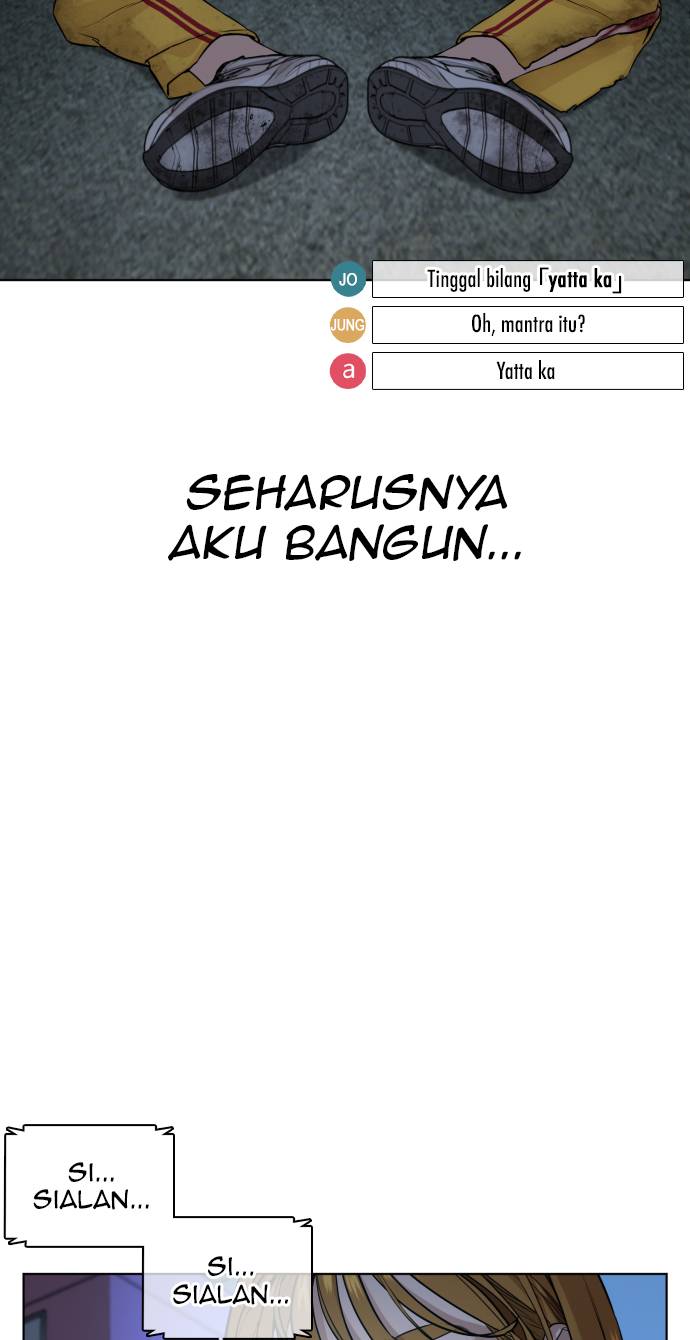 JO Tinggal bilang 「yatta ka」
JUNG Oh, mantra itu?
a Yatta ka
SEHARUSNYA
AKU BANGUN...
SI...
SIALAN...
SI...
SIALAN...